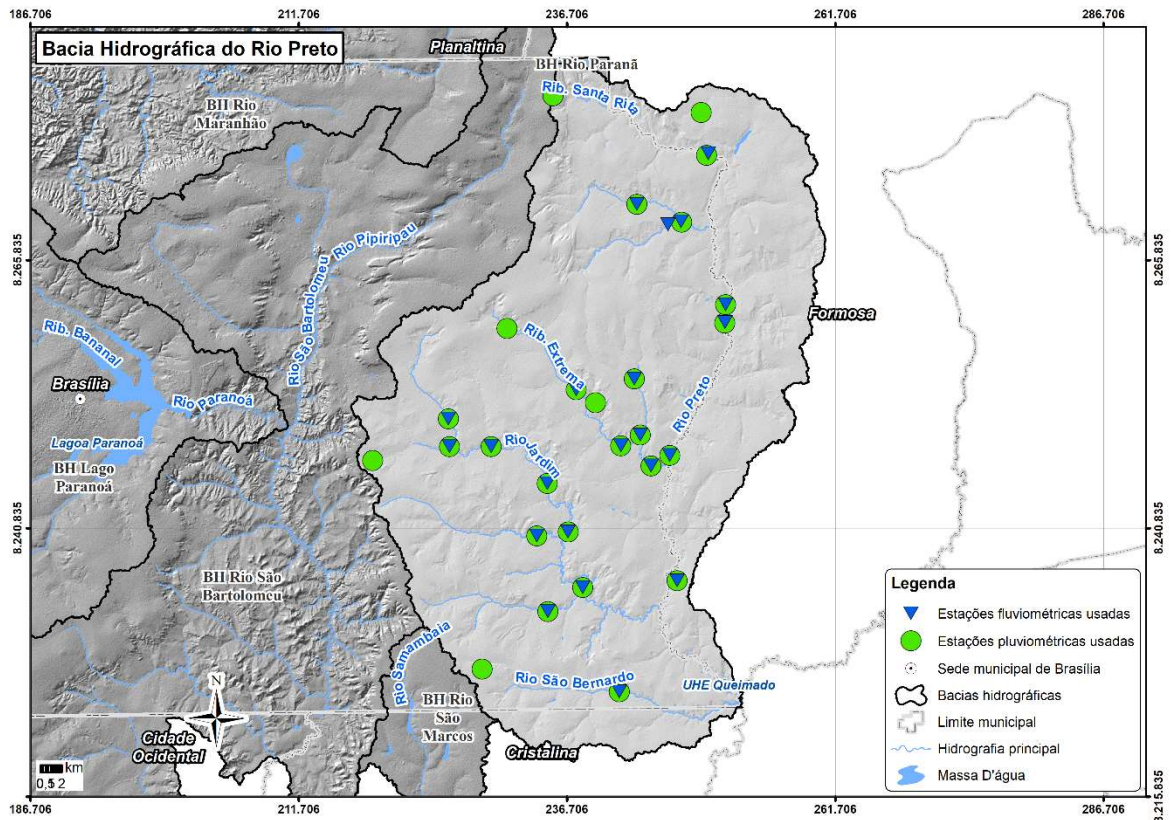 186.706
211.706
236.706
261.706
286.706
Bacia Hidrográfica do Rio Preto
Planaltina
BH Rio Paranã
Rib. Santa Rita
BH Rio
Maranhão
8.265.835
8.265.835
Rio Pipiripau
Rio São Bartolomeu
Formosa
Rib. Bananal
Rib. Extrema
Brasília
Rio Paranoá
Rio Preto
Lagoa Paranoá
BH Lago
Paranoá
Rio Jardim
8.240.835
8.240.835
BH Rio São
Bartolomeu
Rio Samambaia
Rio São Bernardo
UHE Queimado
BH Rio
São
Marcos
Cristalina
N
Cidade
Ocidental
km
Legenda
Estações fluviométricas usadas
Estações pluviométricas usadas
Sede municipal de Brasília
Bacias hidrográficas
Limite municipal
Hidrografia principal
Massa D'água
8.215.835
8.215.835
186.706
211.706
236.706
261.706
286.706